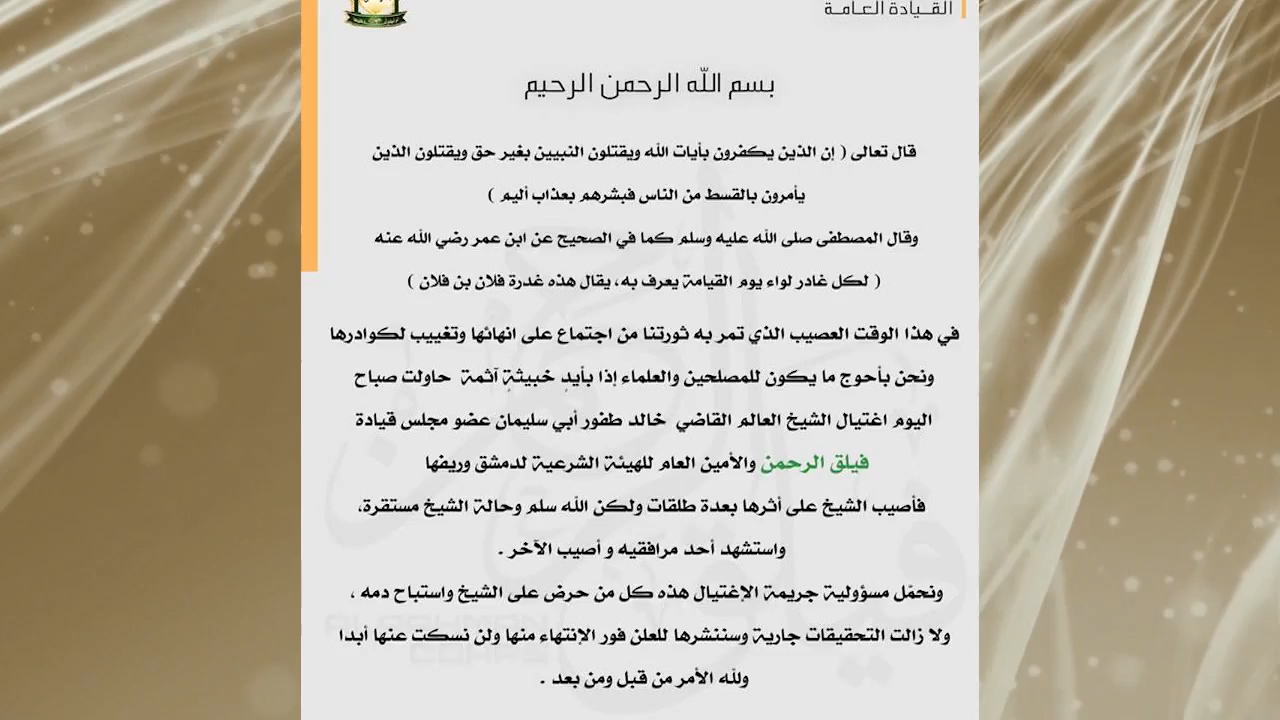 القيادة العامة
بسم الله الرحمن الرحيم
قال تعالى ( إن الذين يكفرون بأيات الله ويقتلون النبيين بغير حق ويقتلون الذين
يأمرون بالقسط من الناس فبشرهم بعذاب أليم )
وقال المصطفى صلى الله عليه وسلم كما في الصحيح عن ابن عمر رضي الله عنه
( لكل غادر لواء يوم القيامة يعرف به، يقال هذه غدرة فلان بن فلان )
في هذا الوقت العصيب الذي تمر به ثورتنا من اجتماع على انهائها وتغييب لكوادرها
ونحن بأحوج ما يكون للمصلحين والعلماء إذا بأيدٍ خبيثةٍ آثمة حاولت صباح
اليوم اغتيال الشيخ العالم القاضي خالد طفور أبي سليمان عضو مجلس قيادة
فيلق الرحمن والأمين العام للهيئة الشرعية لدمشق وريفها
فأصيب الشيخ على أثرها بعدة طلقات ولكن الله سلم وحالة الشيخ مستقرة،
واستشهد أحد مرافقيه و أصيب الآخر .
ونحمّل مسؤولية جريمة الإغتيال هذه كل من حرض على الشيخ واستباح دمه ،
ولا زالت التحقيقات جارية وسننشرها للعلن فور الإنتهاء منها ولن نسكت عنها أبدا
ولله الأمر من قبل ومن بعد .